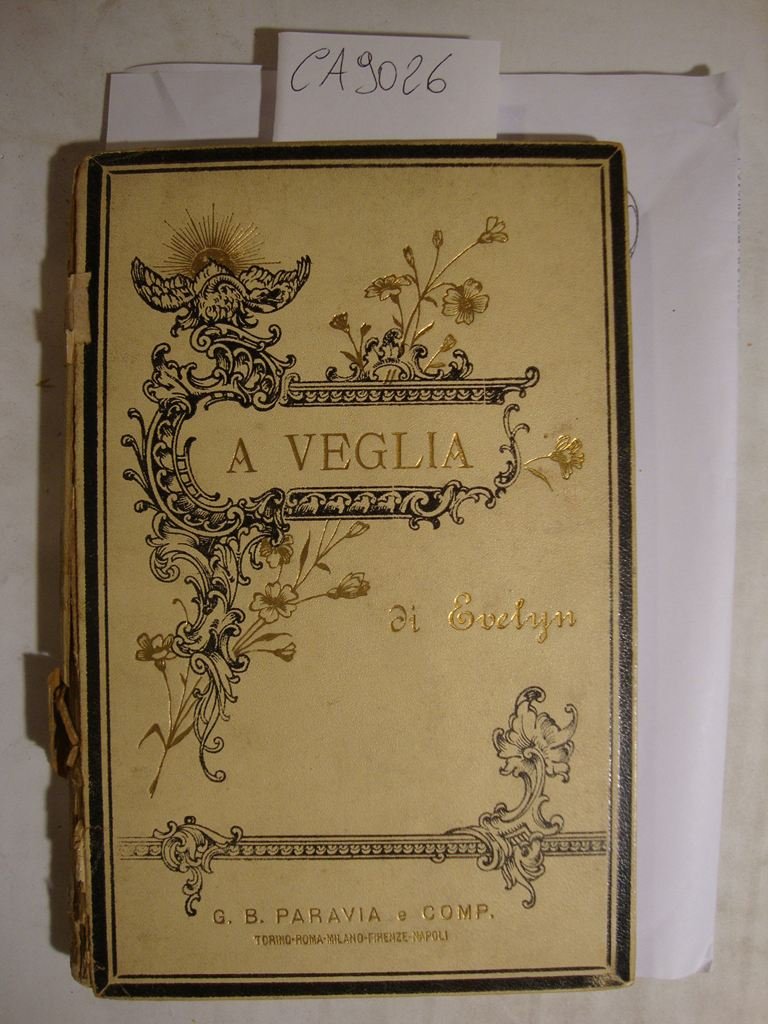 CA9026
A VEGLIA
di Evelyn
G. B. PARAVIA e COMP.
TORINO-ROMA-MILANO-FIRENZE-NAPOLI